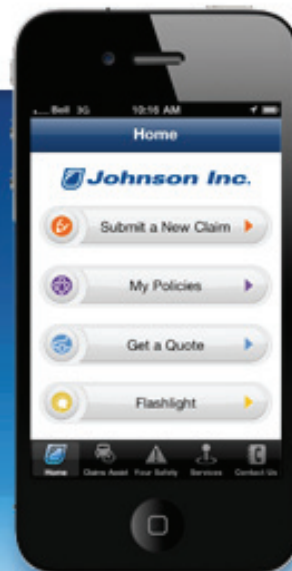 Bell 3G 10:16 AM
Home
Johnson Inc.
Submit a New Claim
My Policies
Get a Quote
Flashlight
Home Claims Assist Your Safety Services Contact Us